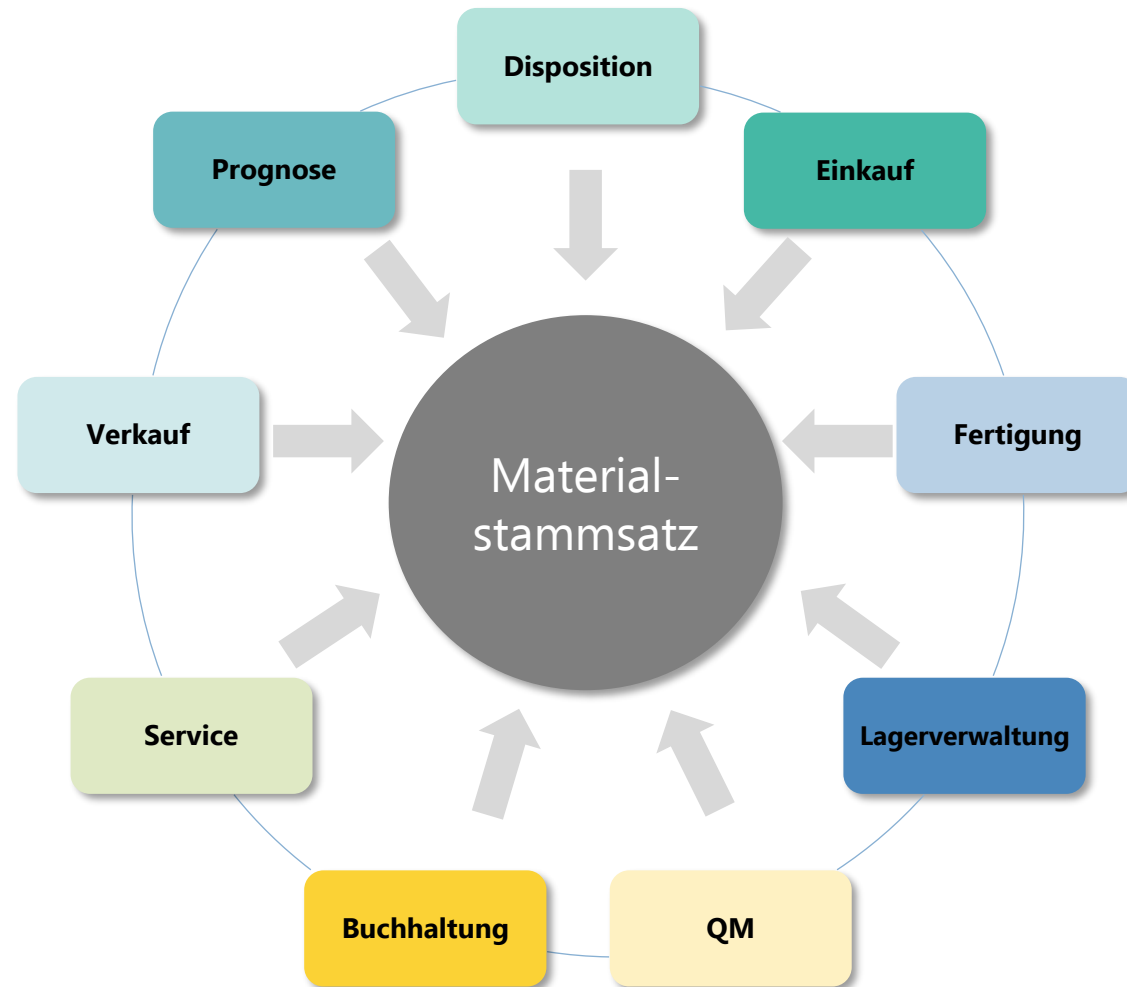 Disposition
Prognose
Einkauf
Verkauf
Fertigung
Material-
stammsatz
Service
Lagerverwaltung
Buchhaltung
QM